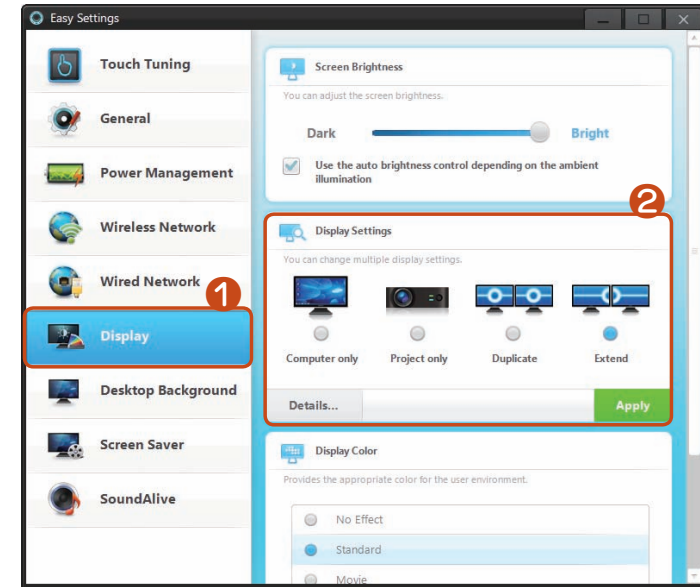 Easy Settings
Touch Tuning
General
Power Management
Wireless Network
Wired Network
1
Display
Desktop Background
Screen Saver
SoundAlive
Screen Brightness
You can adjust the screen brightness.
Dark
Bright
Use the auto brightness control depending on the ambient
illumination
2
Display Settings
You can change multiple display settings.
Computer only
Project only
Duplicate
Extend
Details...
Apply
Display Color
Provides the appropriate color for the user environment.
No Effect
Standard
Movie